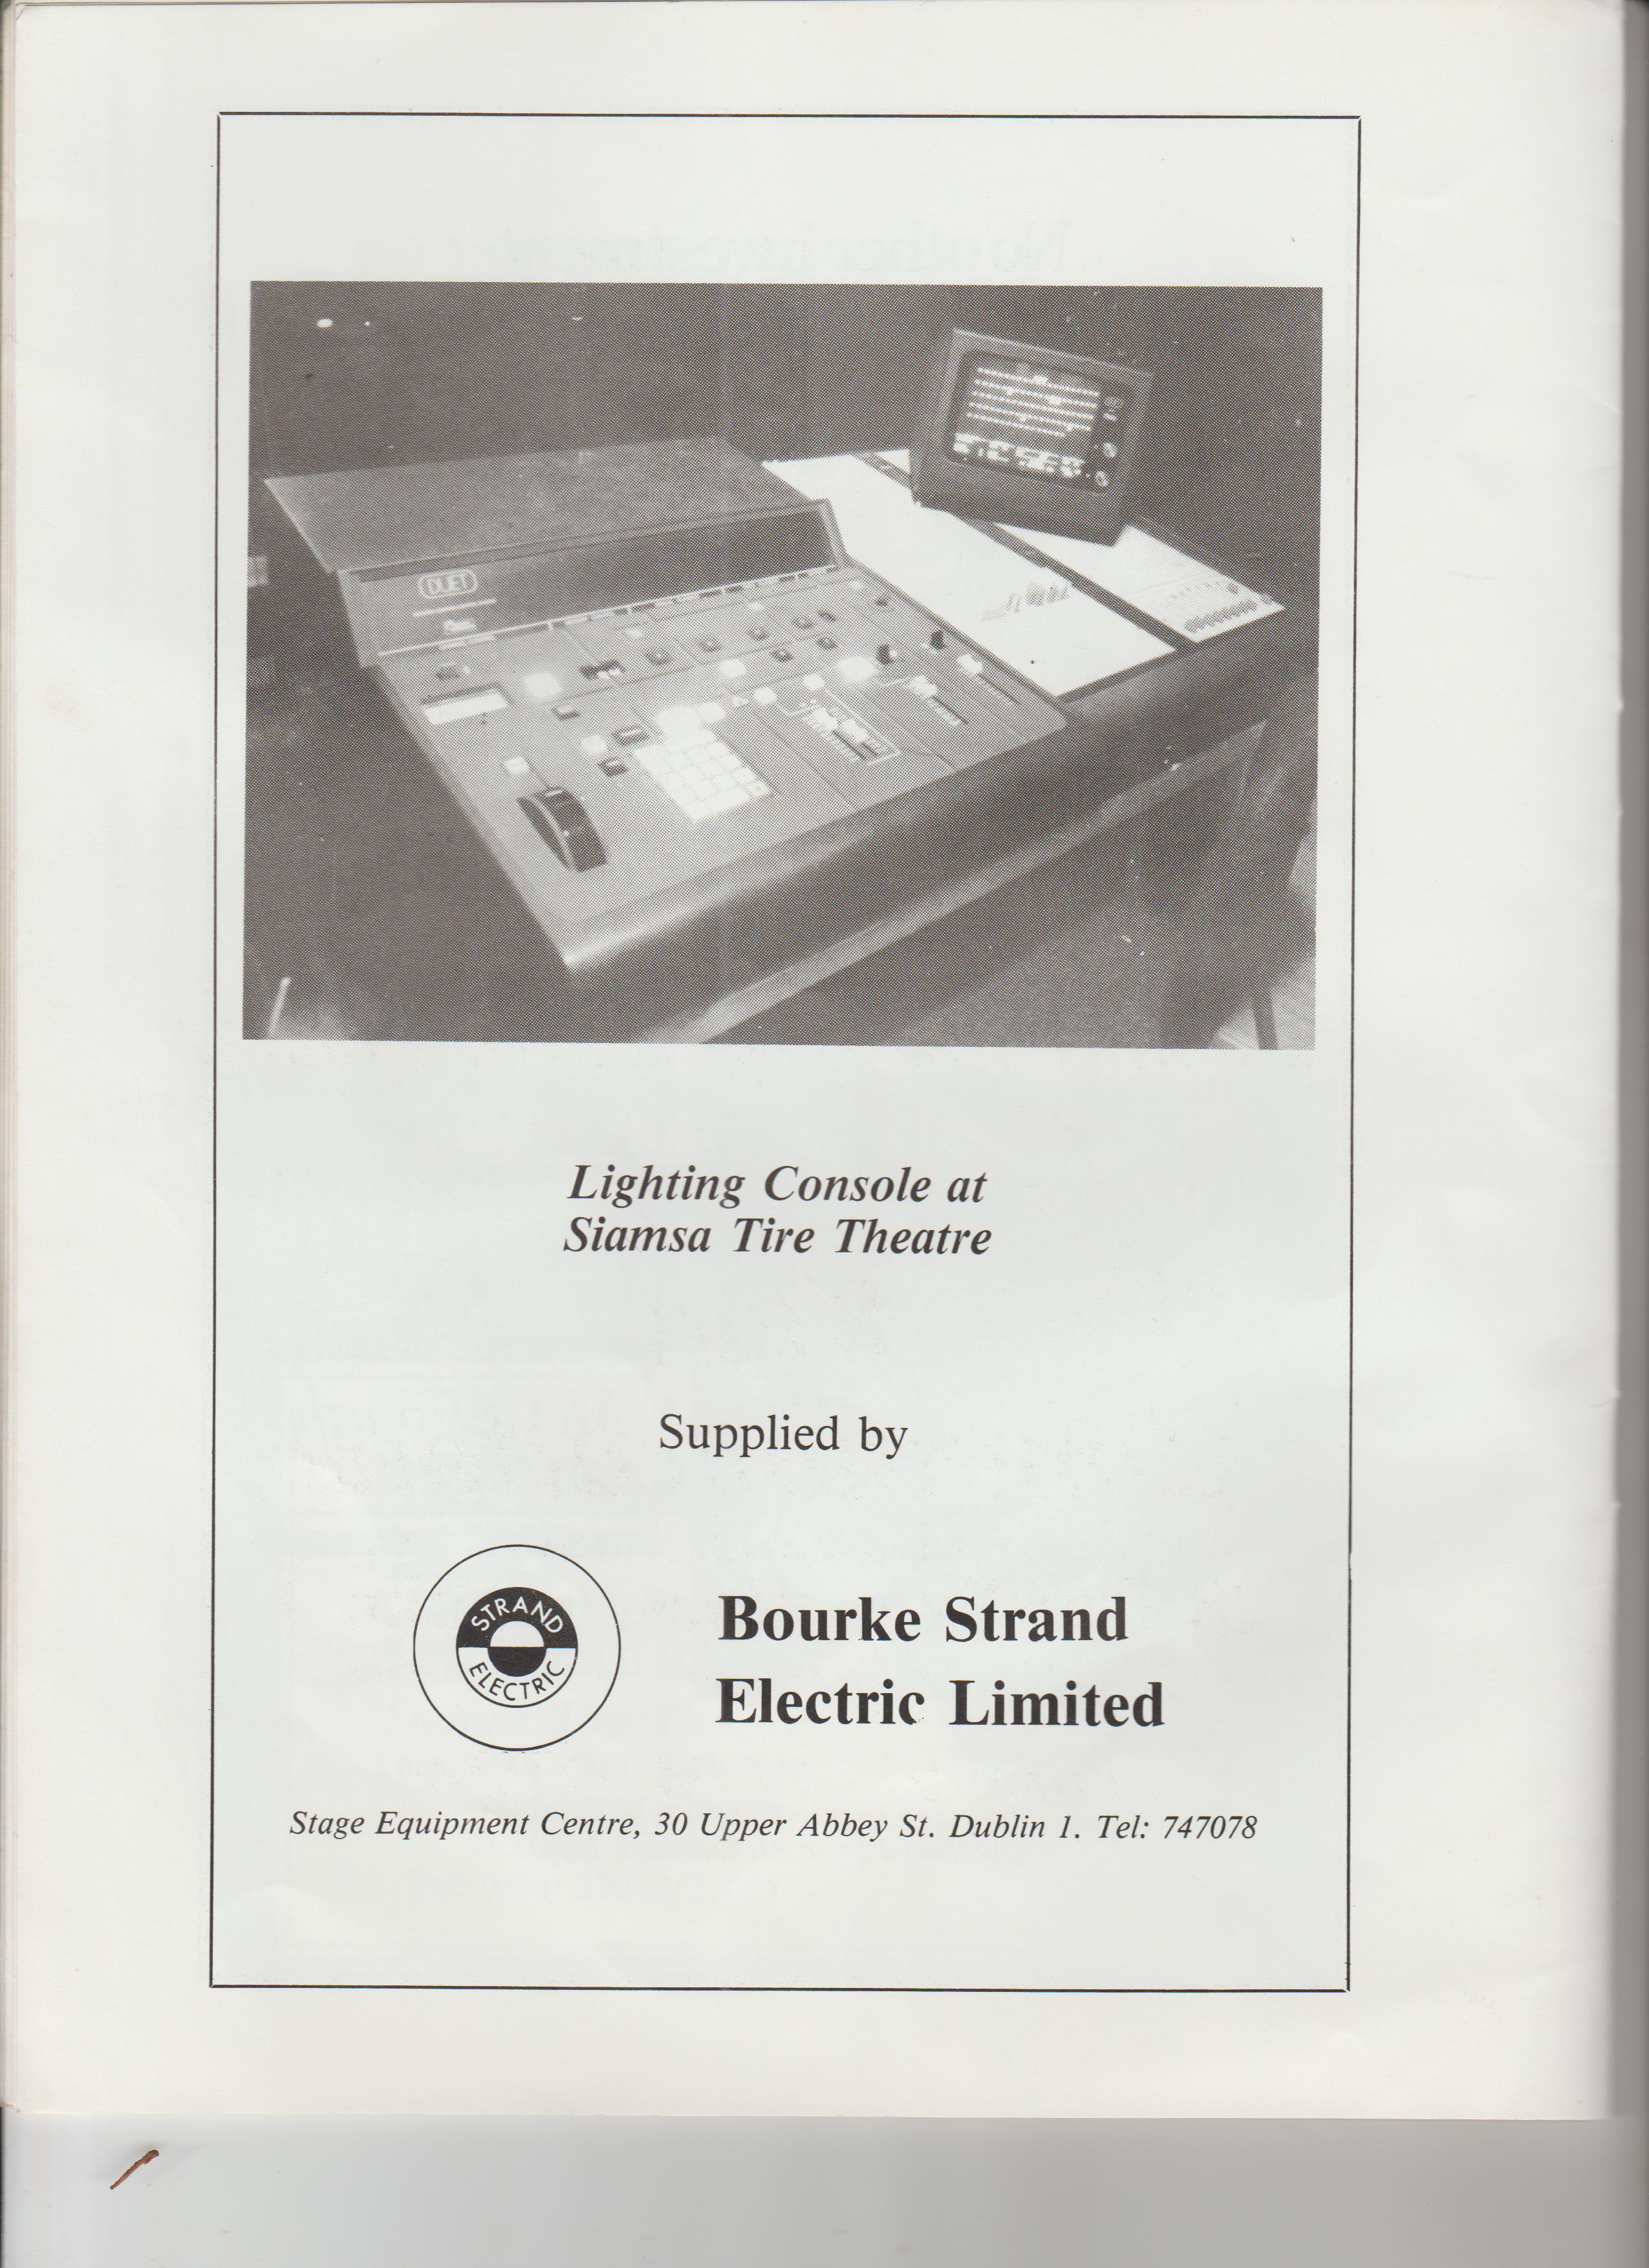 DUET
Lighting Console at
Siamsa Tire Theatre
Supplied by
STRAND
ELECTRIC
Bourke Strand
Electric Limited
Stage Equipment Centre, 30 Upper Abbey St. Dublin 1. Tel: 747078